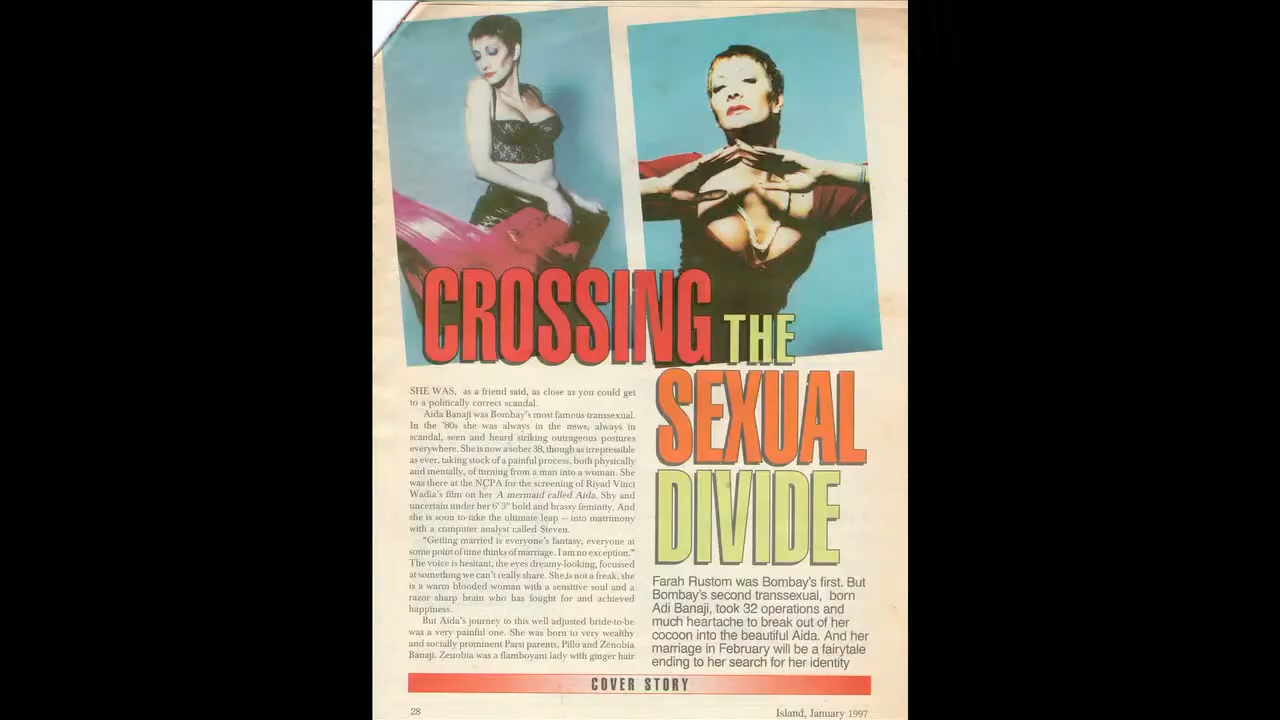 CROSSING THE
SEXUAL
DIVIDE
SHE WAS, as a friend said, as close as you could get
to a politically correct scandal.
Aida Banaji was Bombay's most famous transsexual.
In the '80s she was always in the news, always in
scandal, seen and heard striking outrageous postures
everywhere. She is now a sober 38, though as irrepressible
as ever, taking stock of a painful process, both physically
and mentally, of turning from a man into a woman. She
was there at the NCPA for the screening of Riyad Vinci
Wadia's film on her A mermaid called Aida. Shy and
uncertain under her 6' 3" bold and brassy feminity. And
she is soon to take the ultimate leap — into matrimony
with a computer analyst called Steven.
"Getting married is everyone's fantasy, everyone at
some point of time thinks of marriage. I am no exception."
The voice is hesitant, the eyes dreamy-looking, focussed
at something we can't really share. She is not a freak, she
is a warm blooded woman with a sensitive soul and a
razor sharp brain who has fought for and achieved
happiness.
But Aida's journey to this well adjusted bride-to-be
was a very painful one. She was born to very wealthy
and socially prominent Parsi parents, Pillo and Zenobia
Banaji. Zenobia was a flamboyant lady with ginger hair
Farah Rustom was Bombay's first. But
Bombay's second transsexual, born
Adi Banaji, took 32 operations and
much heartache to break out of her
cocoon into the beautiful Aida. And her
marriage in February will be a fairytale
ending to her search for her identity
COVER STORY
28
Island, January 1997